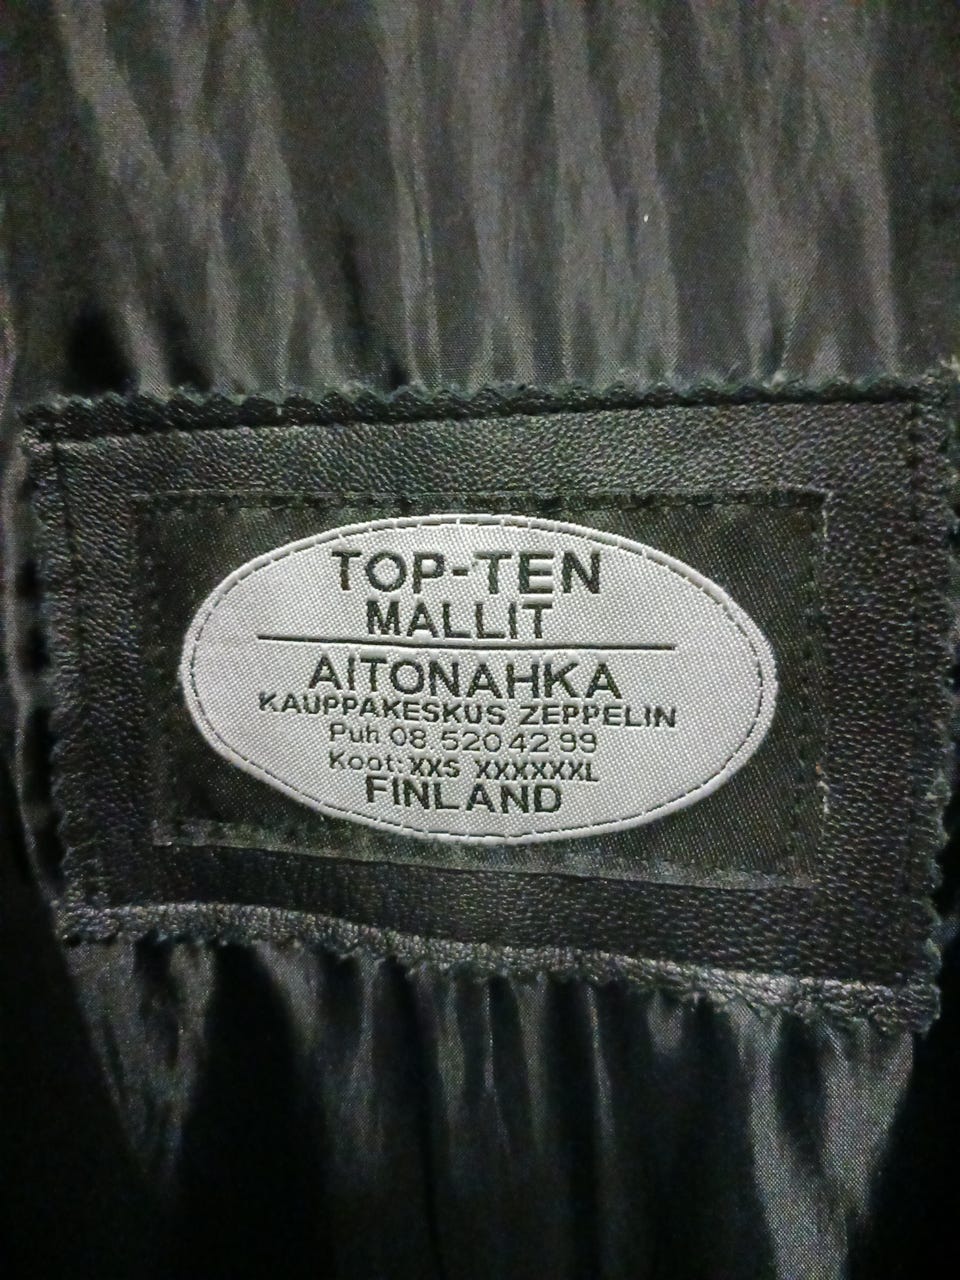 TOP-TEN
MALLIT
AITONAHKA
KAUPPAKESKUS ZEPPELIN
Puh 08 520 42 99
Koot: XXS XXXXXXL
FINLAND